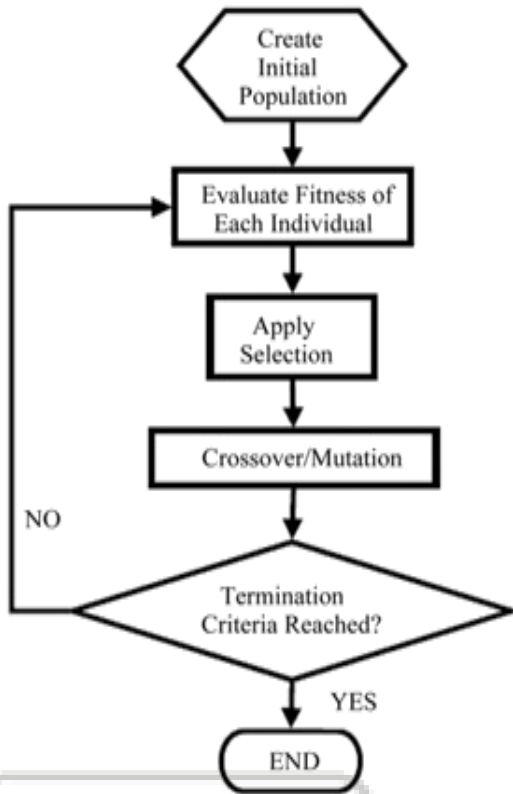 Create
Initial
Population
Evaluate Fitness of
Each Individual
Apply
Selection
Crossover/Mutation
NO
Termination
Criteria Reached?
YES
END